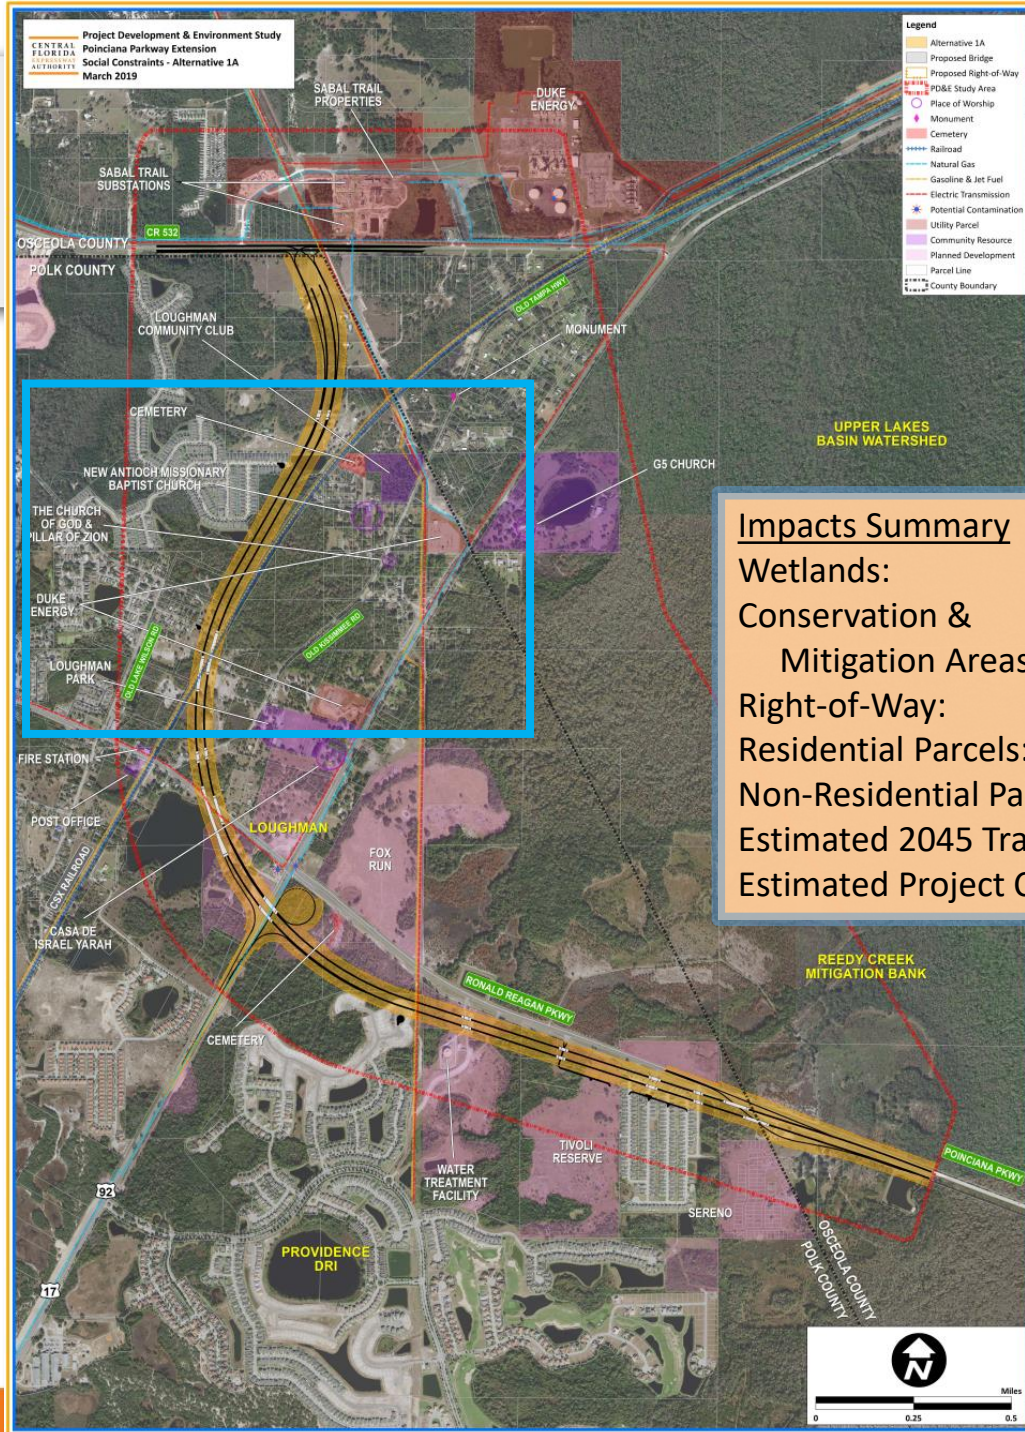 CENTRAL
FLORIDA
EXPRESSWAY
AUTHORITY
Project Development & Environment Study
Poinciana Parkway Extension
Social Constraints - Alternative 1A
March 2019
Legend
Alternative 1A
Proposed Bridge
Proposed Right-of-Way
PD&E Study Area
Place of Worship
Monument
Cemetery
Railroad
Natural Gas
Gasoline & Jet Fuel
Electric Transmission
Potential Contamination
Utility Parcel
Community Resource
Planned Development
Parcel Line
County Boundary
SABAL TRAIL
PROPERTIES
DUKE
ENERGY
SABAL TRAIL
SUBSTATIONS
CR 532
OSCEOLA COUNTY
POLK COUNTY
OLD TAMPA HWY
LOUGHMAN
COMMUNITY CLUB
MONUMENT
CEMETERY
UPPER LAKES
BASIN WATERSHED
NEW ANTIOCH MISSIONARY
BAPTIST CHURCH
G5 CHURCH
THE CHURCH
OF GOD &
PILLAR OF ZION
DUKE
ENERGY
OLD KISSIMMEE RD
OLD LAKE WILSON RD
LOUGHMAN
PARK
Impacts Summary
Wetlands:
Conservation &
Mitigation Areas
Right-of-Way:
Residential Parcels:
Non-Residential Pa
Estimated 2045 Tra
Estimated Project C
FIRE STATION
POST OFFICE
LOUGHMAN
FOX
RUN
CSX RAILROAD
CASA DE
ISRAEL YARAH
REEDY CREEK
MITIGATION BANK
RONALD REAGAN PKWY
CEMETERY
TIVOLI
RESERVE
WATER
TREATMENT
FACILITY
POINCIANA PKWY
SERENO
92
PROVIDENCE
DRI
OSCEOLA COUNTY
POLK COUNTY
17
N
Miles
0 0.25 0.5